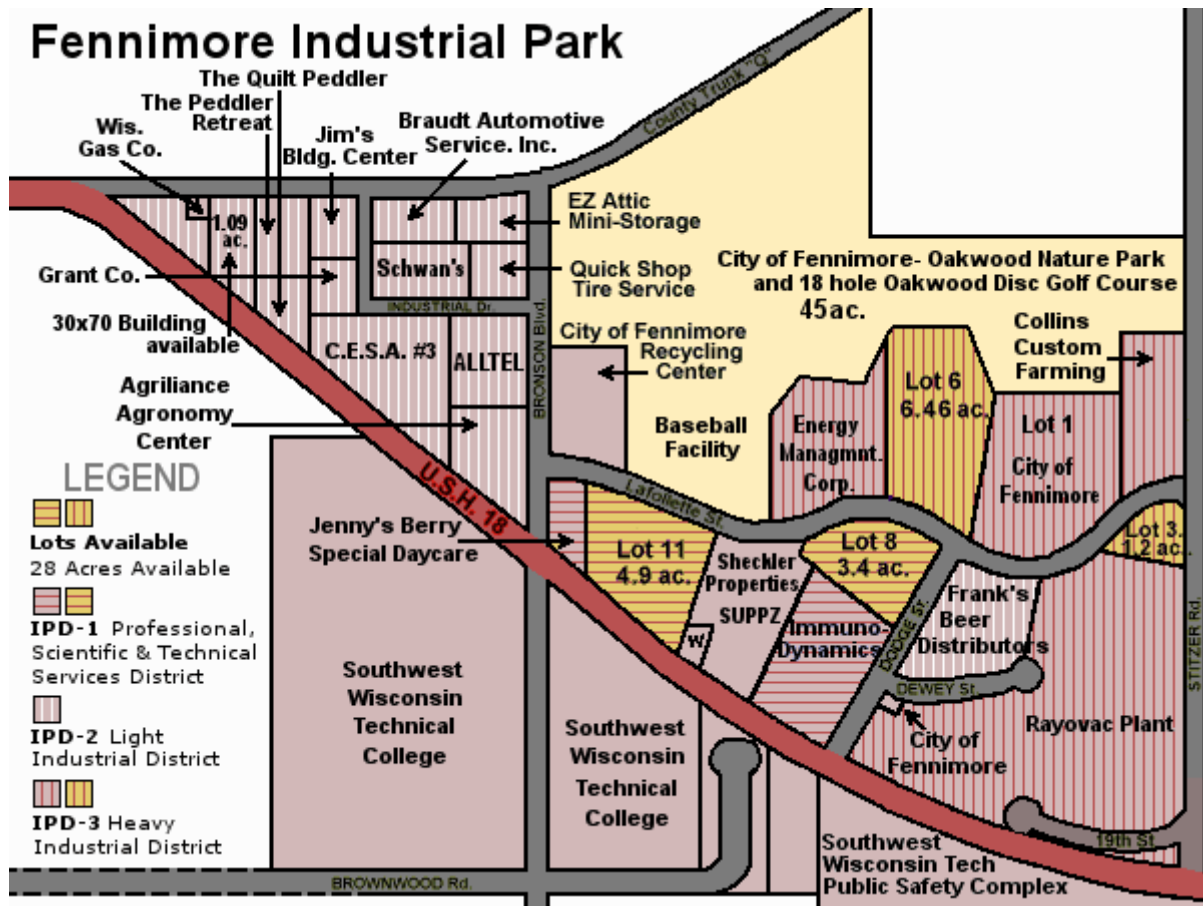 Fennimore Industrial Park
The Quilt Peddler
The Peddler
Retreat
Wis.
Gas Co.
Jim's
Bldg. Center
Braudt Automotive
Service. Inc.
County Trunk "Q"
1.09
ac.
EZ Attic
Mini-Storage
Grant Co.
Schwan's
Quick Shop
Tire Service
City of Fennimore- Oakwood Nature Park
and 18 hole Oakwood Disc Golf Course
45ac.
INDUSTRIAL Dr.
30x70 Building
available
C.E.S.A. #3
ALLTEL
BRONSON Blvd.
City of Fennimore
Recycling
Center
Collins
Custom
Farming
Agriliance
Agronomy
Center
Lot 6
6.46 ac.
Baseball
Facility
Energy
Managmnt.
Corp.
Lot 1
City of
Fennimore
LEGEND
Lots Available
28 Acres Available
IPD-1 Professional,
Scientific & Technical
Services District
IPD-2 Light
Industrial District
IPD-3 Heavy
Industrial District
U.S.H. 18
Lafollette St.
Jenny's Berry
Special Daycare
Lot 11
4.9 ac.
Sheckler
Properties
SUPPZ
Lot 8
3.4 ac.
Lot 3
1.2 ac.
W
Immuno-
Dynamics
DODGE St.
Frank's
Beer
Distributors
DEWEY St.
STITZER Rd.
Southwest
Wisconsin
Technical
College
Southwest
Wisconsin
Technical
College
City of
Fennimore
Rayovac Plant
19th St
Southwest
Wisconsin Tech
Public Safety Complex
BROWNWOOD Rd.